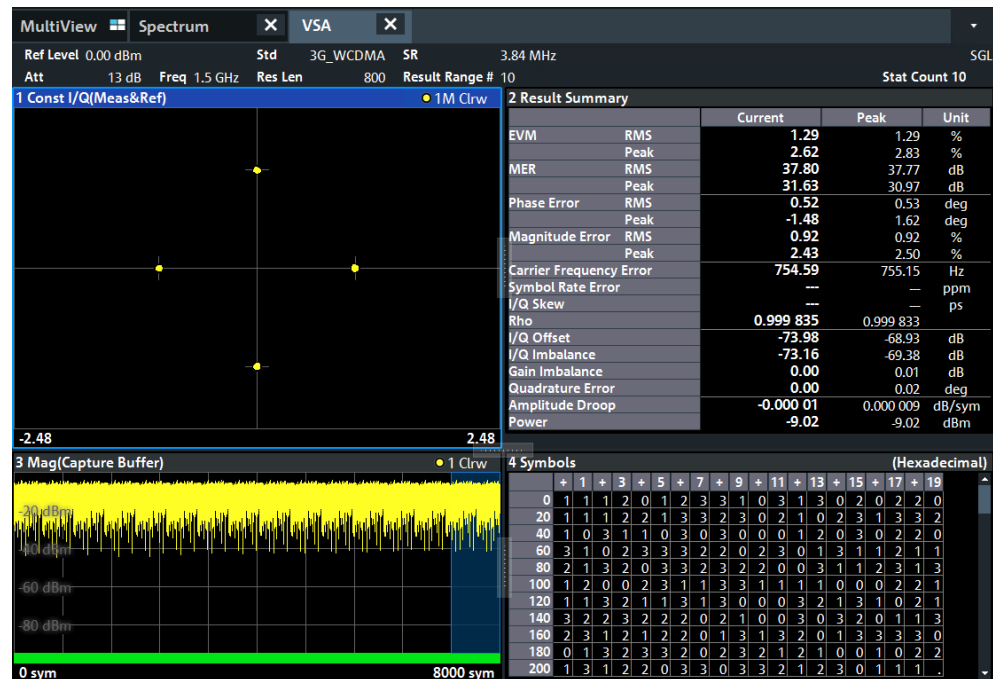 MultiView Spectrum X VSA X
Ref Level 0.00 dBm Std 3G_WCDMA SR 3.84 MHz SGL
Att 13 dB Freq 1.5 GHz Res Len 800 Result Range # 10 Stat Count 10
1 Const I/Q(Meas&Ref) 1M Clrw
-2.48 2.48
2 Result Summary
Current Peak Unit
EVM RMS 1.29 1.29 %
Peak 2.62 2.83 %
MER RMS 37.80 37.77 dB
Peak 31.63 30.97 dB
Phase Error RMS 0.52 0.53 deg
Peak -1.48 1.62 deg
Magnitude Error RMS 0.92 0.92 %
Peak 2.43 2.50 %
Carrier Frequency Error 754.59 755.15 Hz
Symbol Rate Error --- — ppm
I/Q Skew --- — ps
Rho 0.999 835 0.999 833
I/Q Offset -73.98 -68.93 dB
I/Q Imbalance -73.16 -69.38 dB
Gain Imbalance 0.00 0.01 dB
Quadrature Error 0.00 0.02 deg
Amplitude Droop -0.000 01 0.000 009 dB/sym
Power -9.02 -9.02 dBm
3 Mag(Capture Buffer) 1 Clrw
-20 dBm
-40 dBm
-60 dBm
-80 dBm
0 sym 8000 sym
4 Symbols (Hexadecimal)
+ 1 + 3 + 5 + 7 + 9 + 11 + 13 + 15 + 17 + 19
0 1 1 1 2 0 1 2 3 3 1 0 3 1 3 0 2 0 2 2 0
20 1 1 1 2 2 1 3 3 2 3 0 2 1 0 2 3 1 3 3 2
40 1 0 3 1 1 0 3 0 3 0 0 0 1 2 0 3 0 2 2 0
60 3 1 0 2 3 3 3 2 2 0 2 3 0 1 3 1 1 2 1 1
80 2 1 3 2 0 3 3 2 3 2 2 0 0 3 1 1 2 3 1 3
100 1 2 0 0 2 3 1 1 3 3 1 1 1 1 0 0 0 2 2 1
120 1 1 3 2 1 1 3 1 3 0 0 0 3 2 1 3 1 0 2 1
140 3 2 2 3 2 2 2 0 2 1 0 0 3 0 3 2 0 1 1 3
160 2 3 1 2 1 2 2 0 1 3 1 3 2 0 1 3 3 3 3 0
180 0 1 3 2 3 3 2 0 2 3 2 1 2 1 0 0 1 0 2 2
200 1 3 1 2 2 0 3 3 0 3 3 2 1 2 3 0 1 1 1 .